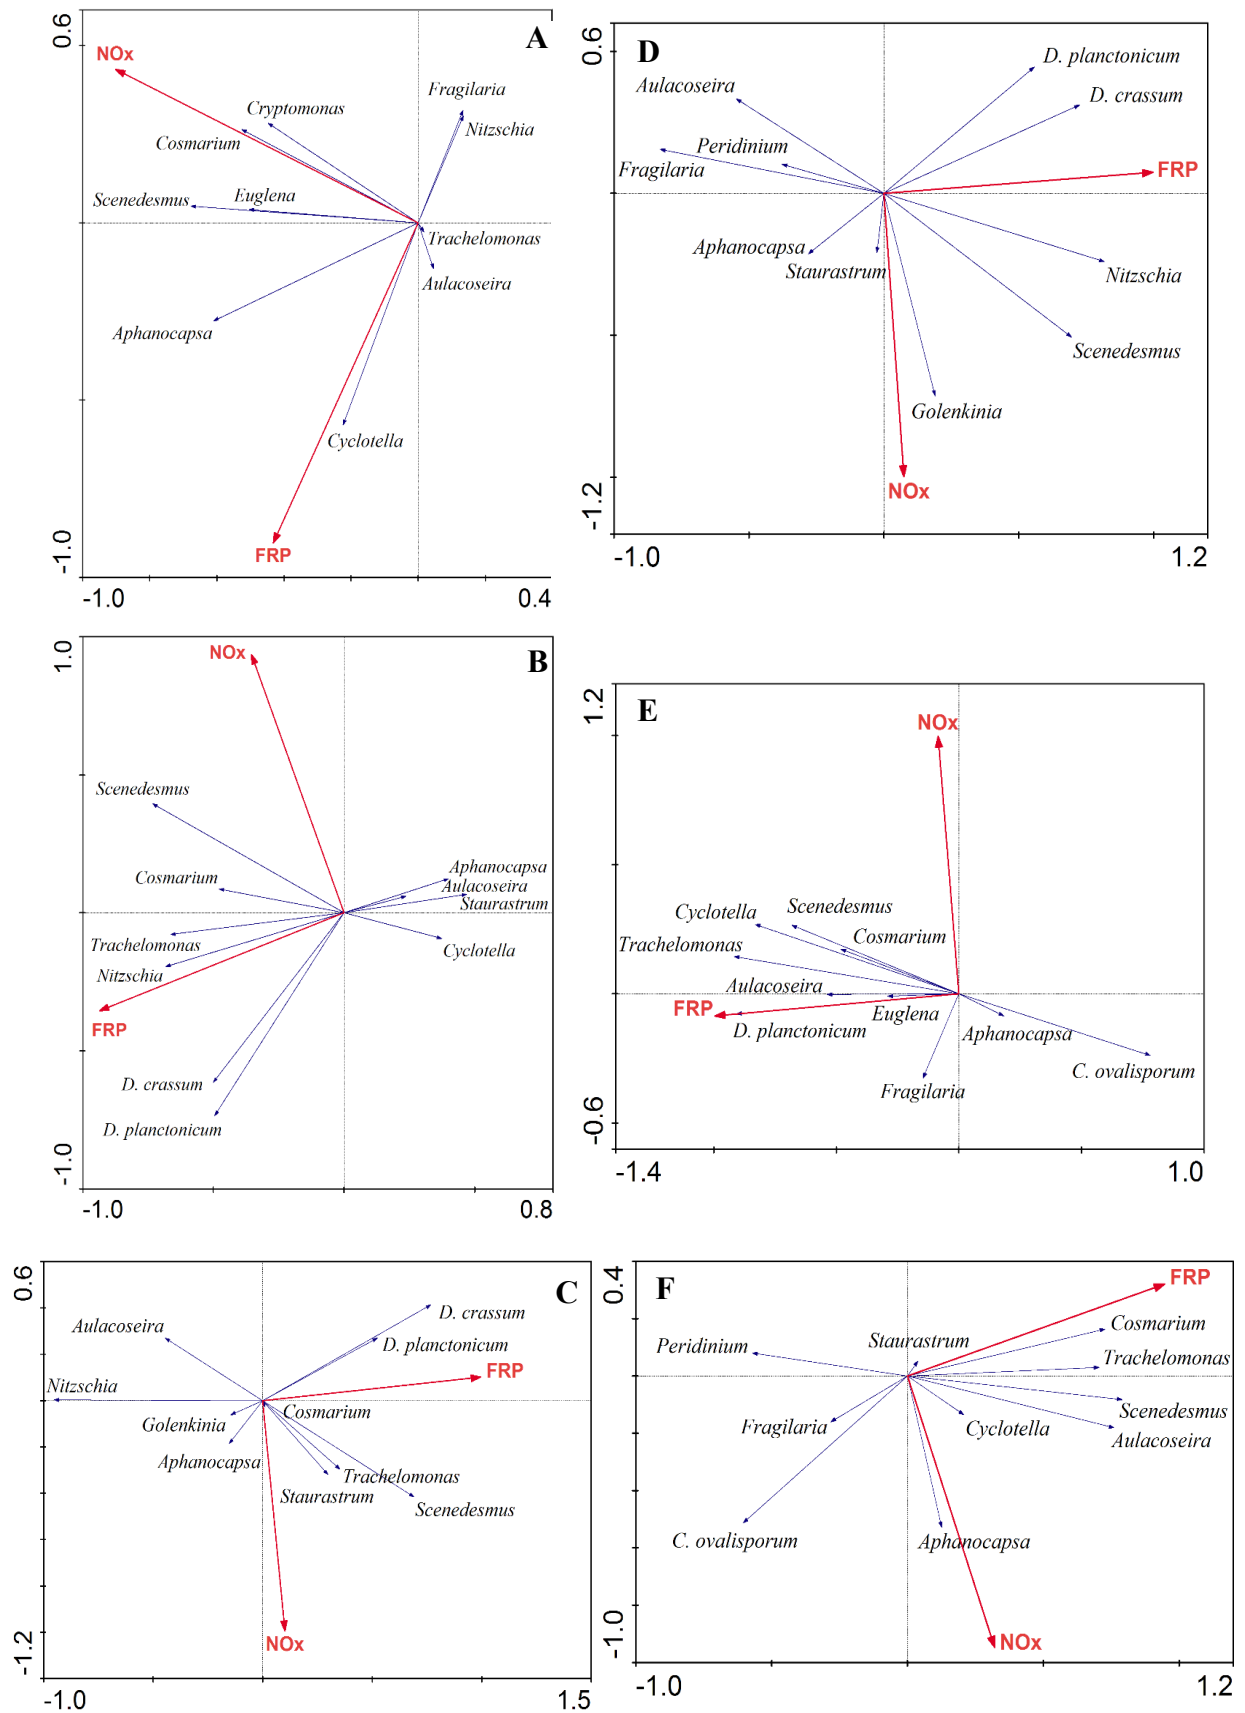 0.6
A
NOx
Fragilaria
Cryptomonas
Nitzschia
Cosmarium
Scenedesmus
Euglena
Trachelomonas
Aulacoseira
Aphanocapsa
Cyclotella
FRP
-1.0
-1.0
0.4
0.6
D
D. planctonicum
Aulacoseira
D. crassum
Peridinium
Fragilaria
FRP
Aphanocapsa
Staurastrum
Nitzschia
Scenedesmus
Golenkinia
NOx
-1.2
-1.0
1.2
1.0
NOx
B
Scenedesmus
Aphanocapsa
Cosmarium
Aulacoseira
Staurastrum
Trachelomonas
Cyclotella
Nitzschia
FRP
D. crassum
D. planctonicum
-1.0
-1.0
0.8
1.2
E
NOx
Scenedesmus
Cyclotella
Cosmarium
Trachelomonas
Aulacoseira
FRP
Euglena
D. planctonicum
Aphanocapsa
C. ovalisporum
Fragilaria
-0.6
-1.4
1.0
0.6
C
D. crassum
Aulacoseira
D. planctonicum
FRP
Nitzschia
Cosmarium
Golenkinia
Aphanocapsa
Trachelomonas
Staurastrum
Scenedesmus
NOx
-1.2
-1.0
1.5
0.4
F
FRP
Cosmarium
Staurastrum
Peridinium
Trachelomonas
Scenedesmus
Fragilaria
Cyclotella
Aulacoseira
C. ovalisporum
Aphanocapsa
NOx
-1.0
-1.0
1.2